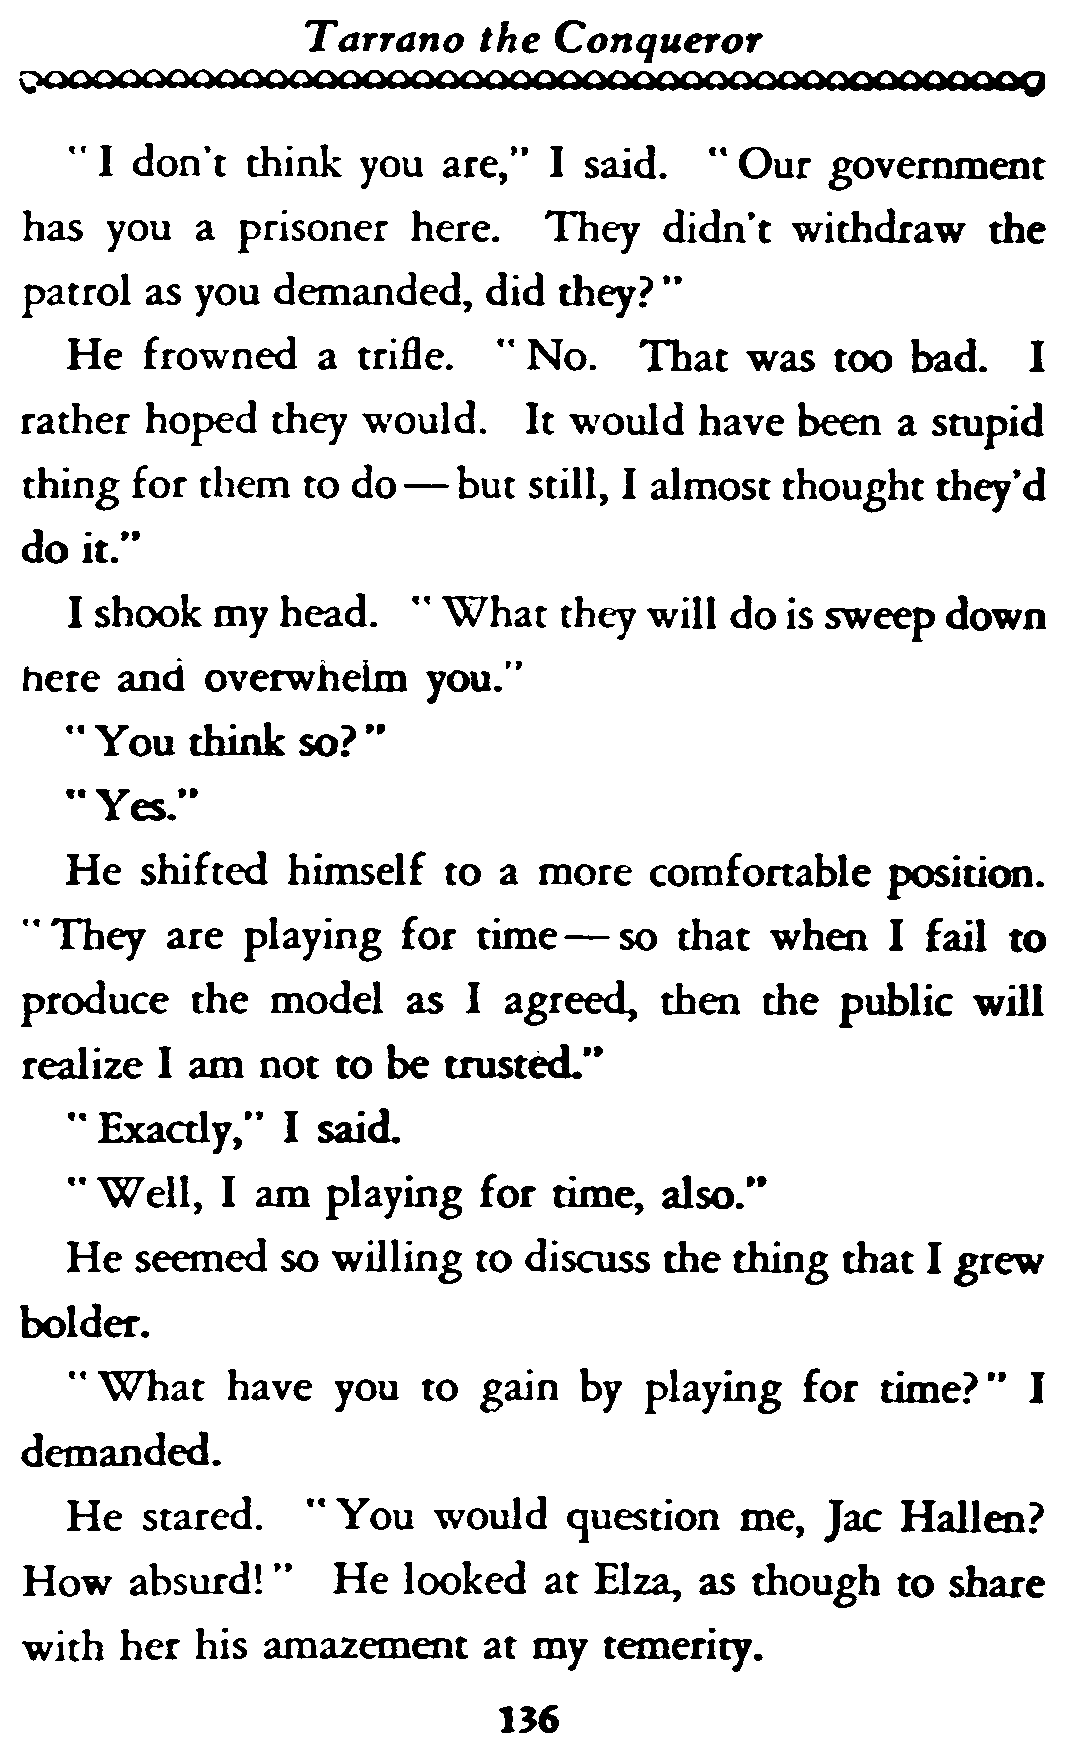 Tarrano the Conqueror
"I don't think you are," I said. "Our government
has you a prisoner here. They didn't withdraw the
patrol as you demanded, did they?"
He frowned a trifle. "No. That was too bad. I
rather hoped they would. It would have been a stupid
thing for them to do—but still, I almost thought they'd
do it."
I shook my head. "What they will do is sweep down
here and overwhelm you."
"You think so?"
"Yes."
He shifted himself to a more comfortable position.
"They are playing for time—so that when I fail to
produce the model as I agreed, then the public will
realize I am not to be trusted."
"Exactly," I said.
"Well, I am playing for time, also."
He seemed so willing to discuss the thing that I grew
bolder.
"What have you to gain by playing for time?" I
demanded.
He stared. "You would question me, Jac Hallen?
How absurd!" He looked at Elza, as though to share
with her his amazement at my temerity.
136